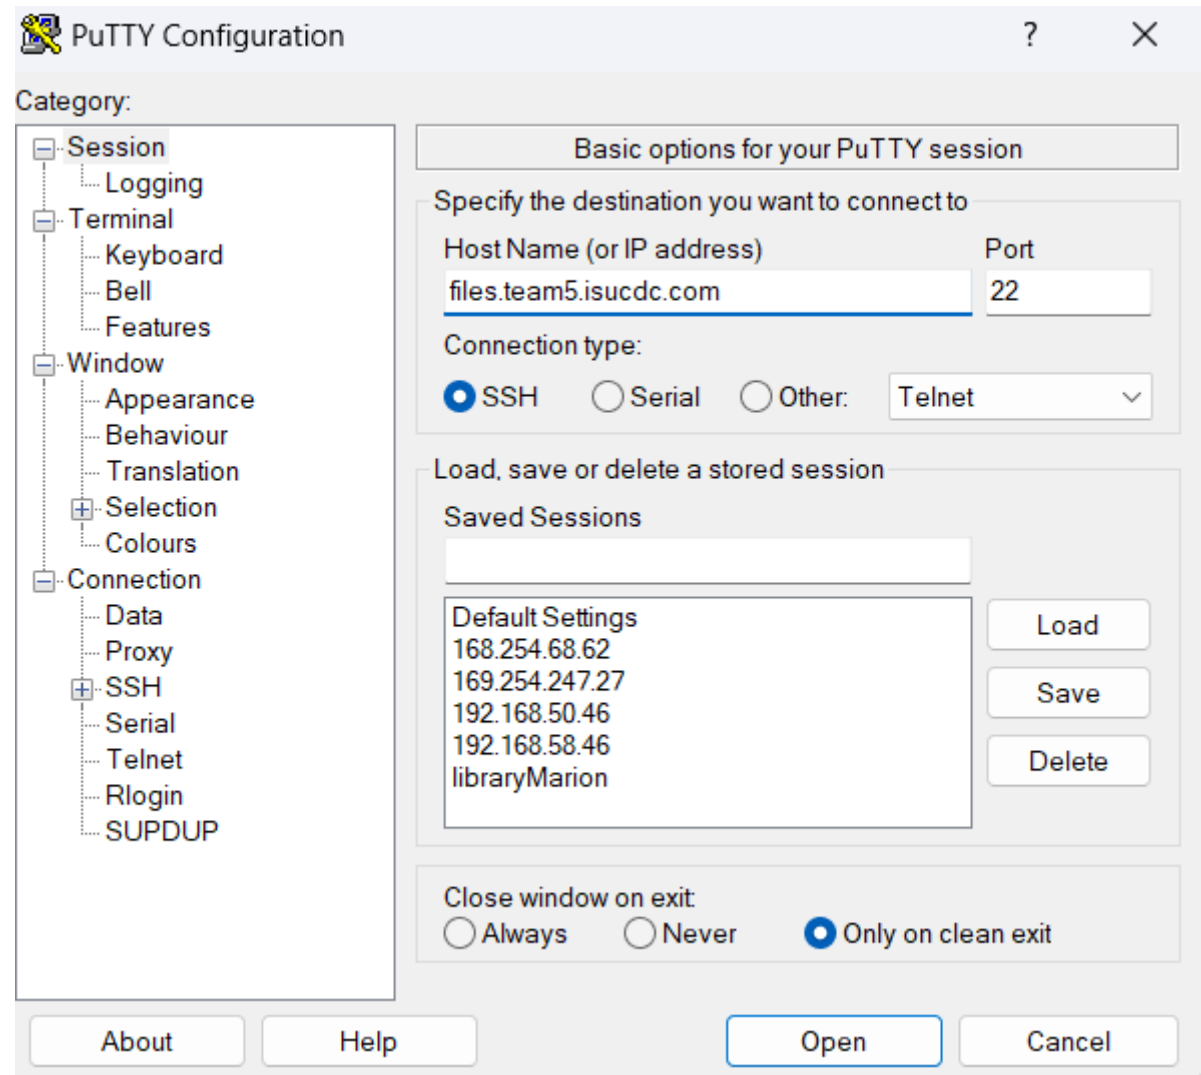 PuTTY Configuration
?
Category:
Session
Logging
Terminal
Keyboard
Bell
Features
Window
Appearance
Behaviour
Translation
Selection
Colours
Connection
Data
Proxy
SSH
Serial
Telnet
Rlogin
SUPDUP
Basic options for your PuTTY session
Specify the destination you want to connect to
Host Name (or IP address) Port
files.team5.isucdc.com 22
Connection type:
SSH Serial Other: Telnet
Load, save or delete a stored session
Saved Sessions
Default Settings
168.254.68.62
169.254.247.27
192.168.50.46
192.168.58.46
libraryMarion
Load
Save
Delete
Close window on exit:
Always Never Only on clean exit
About Help Open Cancel